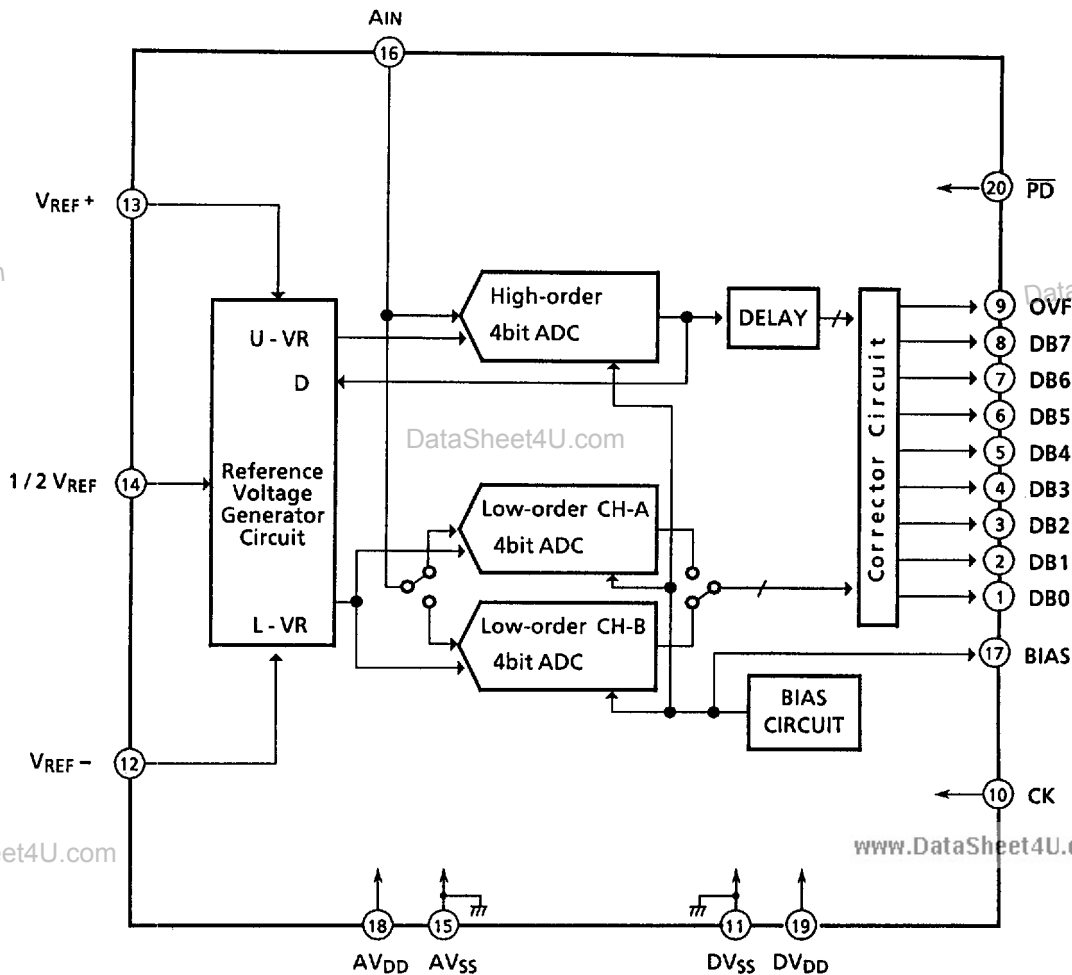 AIN
16
VREF +
13
20
PD
High-order
4bit ADC
DELAY
U - VR
D
9
OVF
8
DB7
7
DB6
6
DB5
5
DB4
4
DB3
3
DB2
2
DB1
1
DB0
Corrector Circuit
DataSheet4U.com
1 / 2 VREF
14
Reference
Voltage
Generator
Circuit
Low-order CH-A
4bit ADC
L - VR
Low-order CH-B
4bit ADC
17
BIAS
BIAS
CIRCUIT
VREF –
12
10
CK
www.DataSheet4U.c
et4U.com
Data
18
15
11
19
AVDD
AVSS
DVSS
DVDD